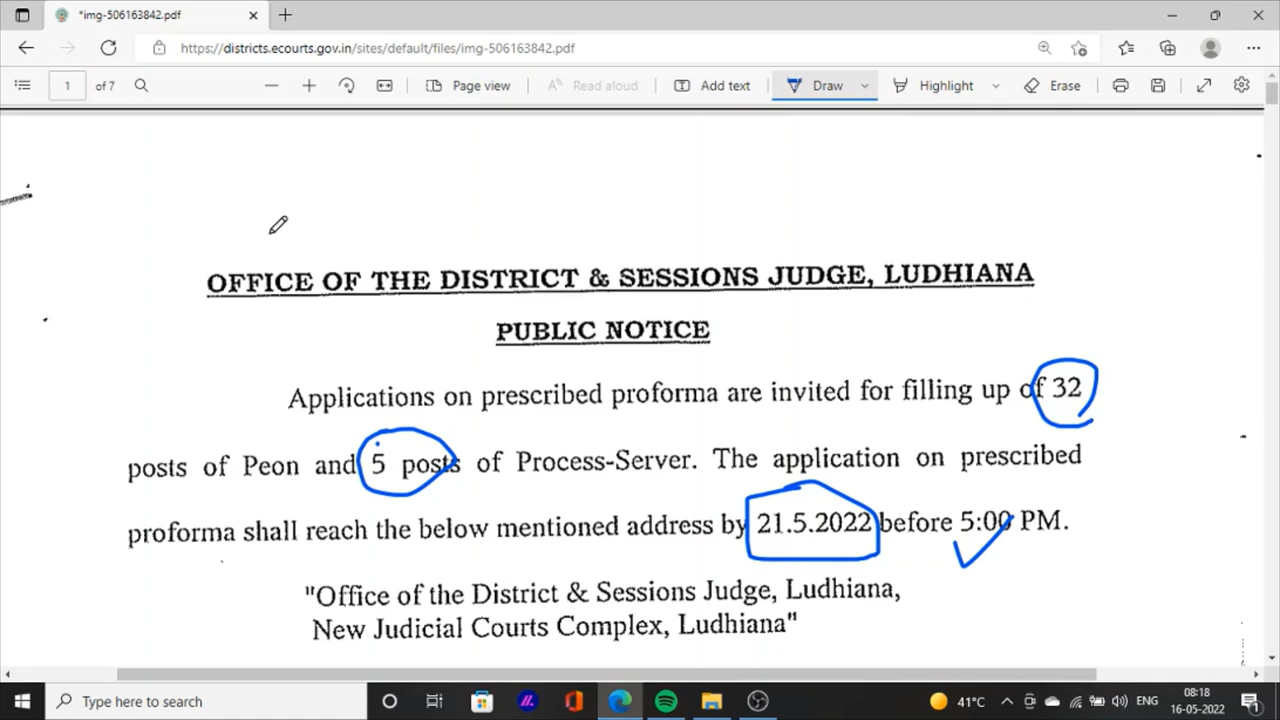 *img-506163842.pdf
https://districts.ecourts.gov.in/sites/default/files/img-506163842.pdf
1 of 7 Page view Read aloud Add text Draw Highlight Erase
OFFICE OF THE DISTRICT & SESSIONS JUDGE, LUDHIANA
PUBLIC NOTICE
Applications on prescribed proforma are invited for filling up of 32
posts of Peon and 5 posts of Process-Server. The application on prescribed
proforma shall reach the below mentioned address by 21.5.2022 before 5:00 PM.
"Office of the District & Sessions Judge, Ludhiana,
New Judicial Courts Complex, Ludhiana"
Type here to search 41°C ENG 08:18
16-05-2022